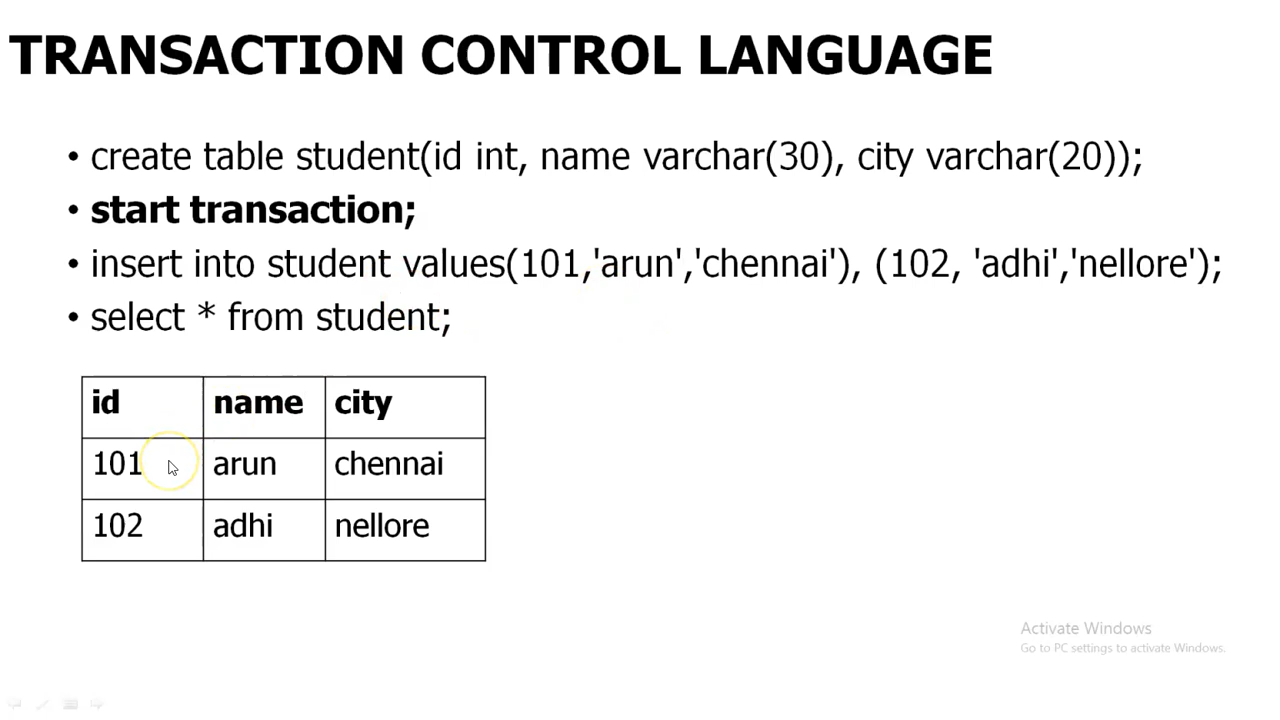 TRANSACTION CONTROL LANGUAGE
• create table student(id int, name varchar(30), city varchar(20));
• start transaction;
• insert into student values(101,'arun','chennai'), (102, 'adhi','nellore');
• select * from student;
id name city
101 arun chennai
102 adhi nellore
Activate Windows
Go to PC settings to activate Windows.